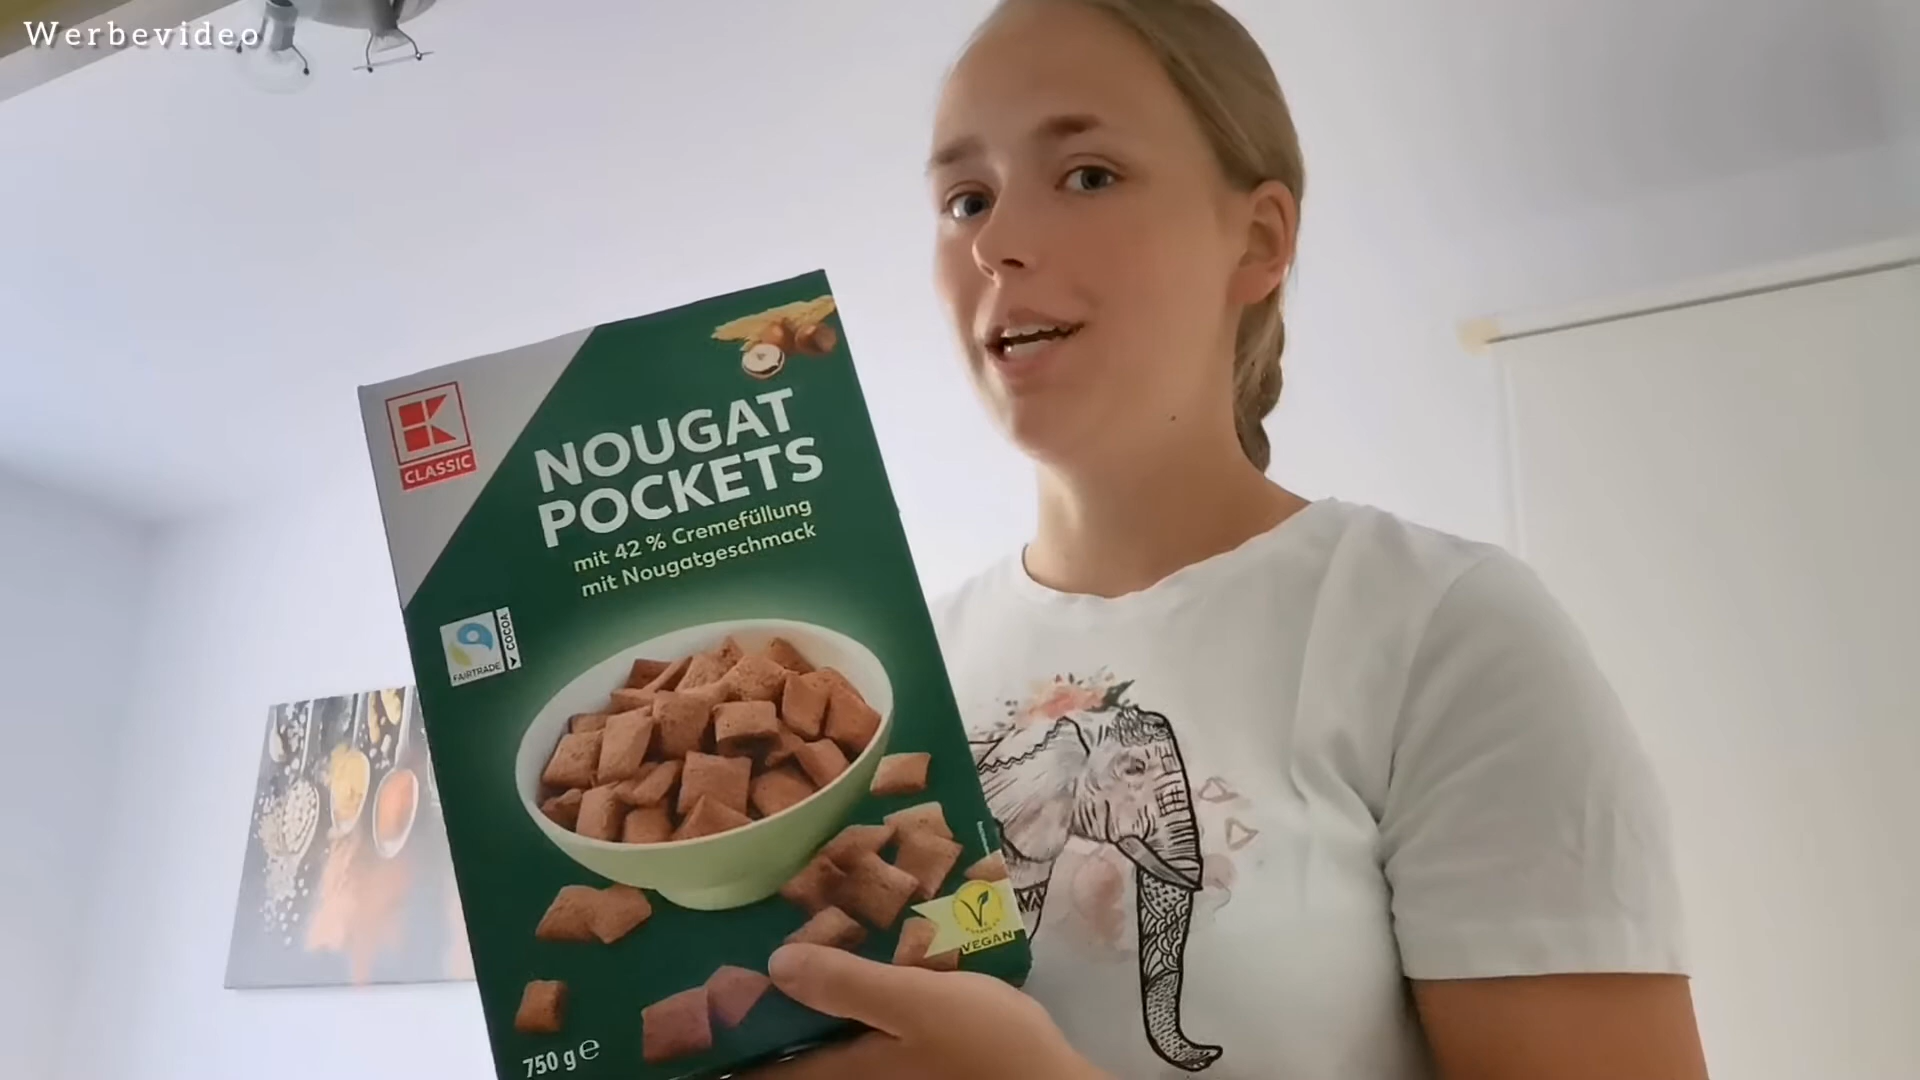 Werbevideo
CLASSIC
NOUGAT
POCKETS
mit 42 % Cremefüllung
mit Nougatgeschmack
FAIRTRADE
COCOA
VEGAN
750 g e